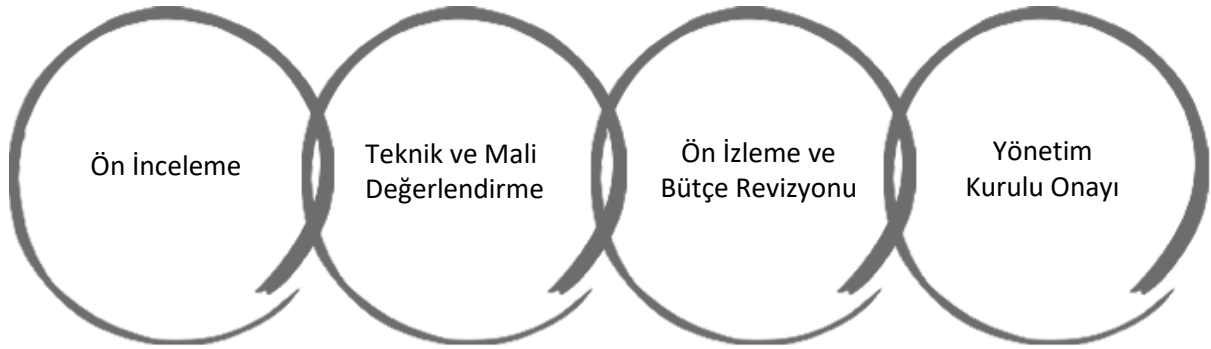 Ön İnceleme
Teknik ve Mali
Değerlendirme
Ön İzleme ve
Bütçe Revizyonu
Yönetim
Kurulu Onayı